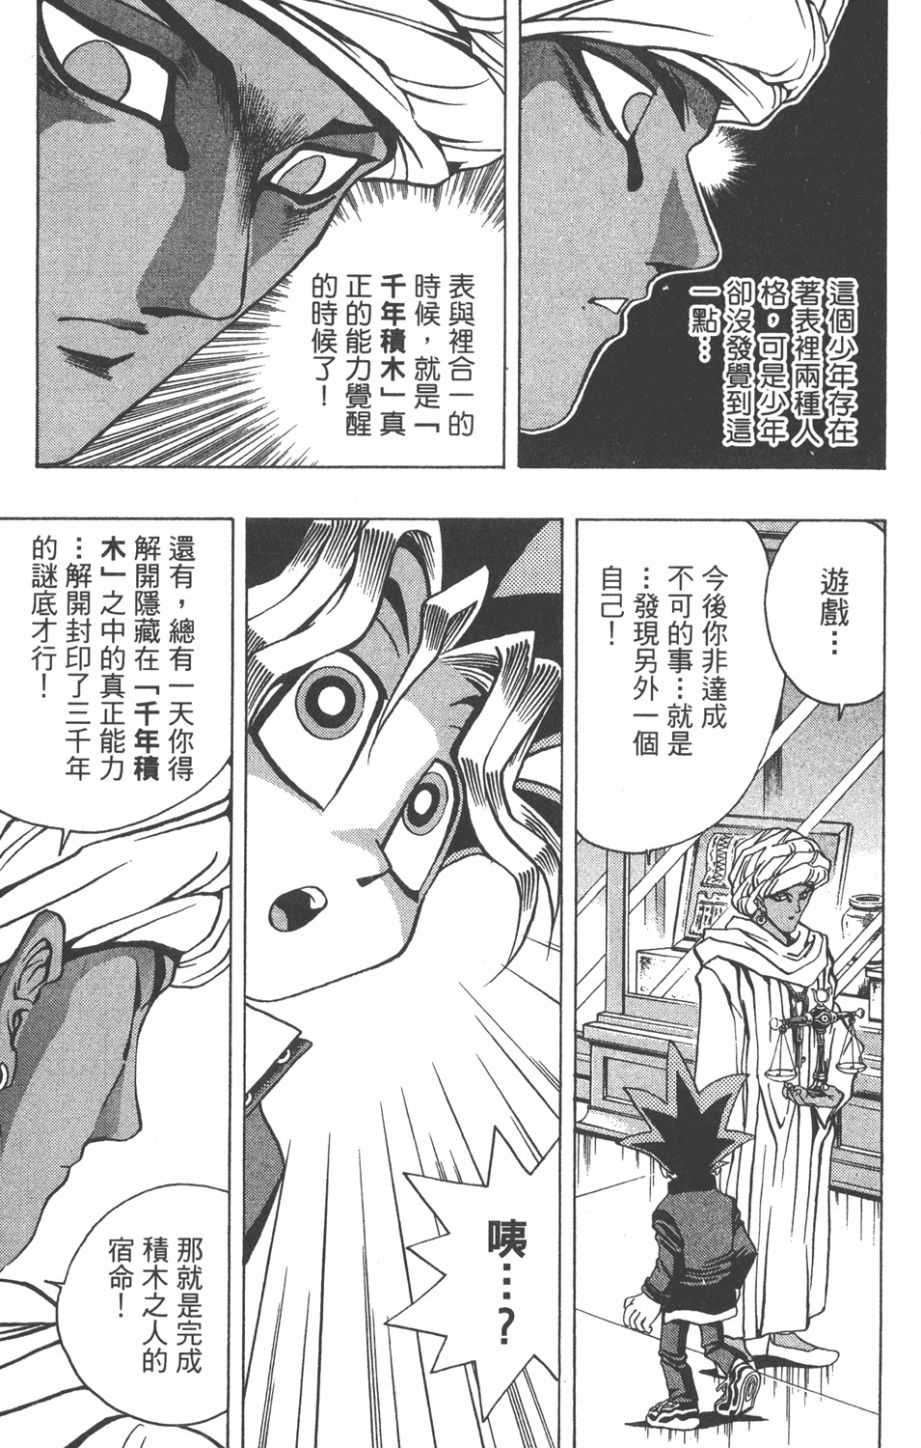 這個少年存在
著表裡兩種人
格，可是少年
卻沒發覺到這
一點…
表與裡合一的
時候，就是「
千年積木」真
正的能力覺醒
的時候了！
遊戲…
今後你非達成
不可的事…就是
…發現另外一個
自己！
咦…？
還有，總有一天你得
解開隱藏在「千年積
木」之中的真正能力
…解開封印了三千年
的謎底才行！
那就是完成
積木之人的
宿命！